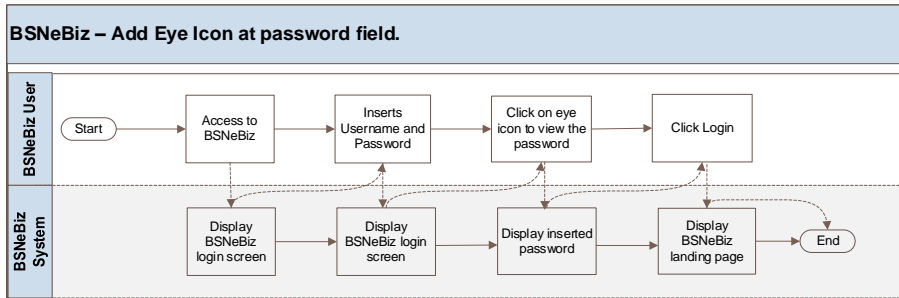 BSNeBiz – Add Eye Icon at password field.
BSNeBiz User
Start
Access to
BSNeBiz
Inserts
Username and
Password
Click on eye
icon to view the
password
Click Login
BSNeBiz
System
Display
BSNeBiz
login screen
Display
BSNeBiz login
screen
Display inserted
password
Display
BSNeBiz
landing page
End